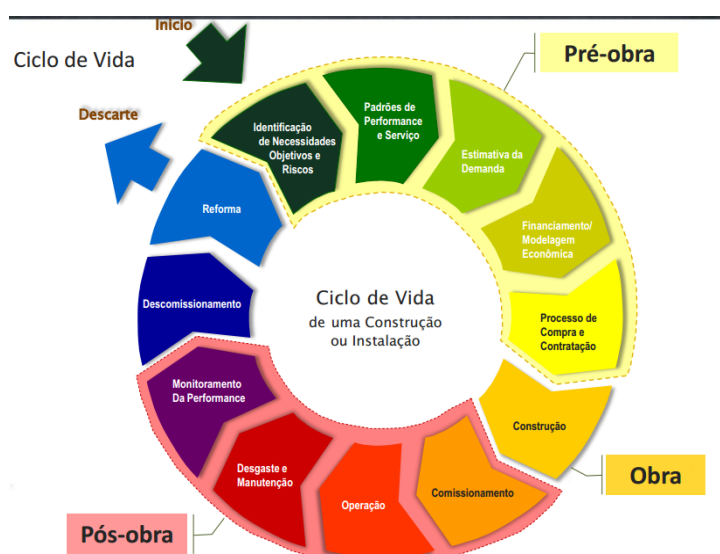 Início
Ciclo de Vida
Pré-obra
Descarte
Identificação
de Necessidades
Objetivos e
Riscos
Padrões de
Performance
e Serviço
Estimativa da
Demanda
Financiamento/
Modelagem
Econômica
Processo de
Compra e
Contratação
Construção
Obra
Comissionamento
Operação
Desgaste e
Manutenção
Pós-obra
Monitoramento
Da Performance
Descomissionamento
Reforma
Ciclo de Vida
de uma Construção
ou Instalação